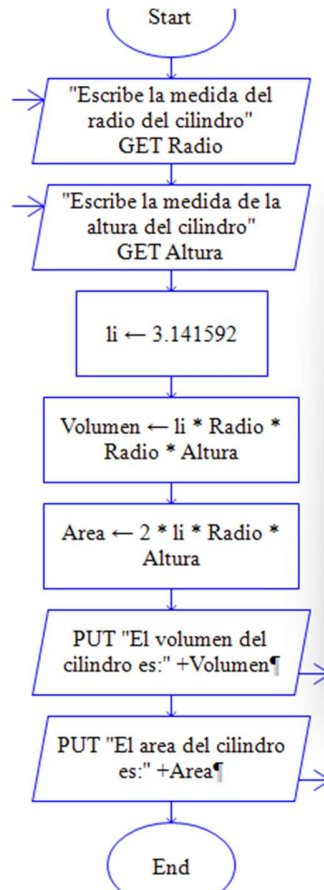 Start
"Escribe la medida del
radio del cilindro"
GET Radio
"Escribe la medida de la
altura del cilindro"
GET Altura
li ← 3.141592
Volumen ← li * Radio *
Radio * Altura
Area ← 2 * li * Radio *
Altura
PUT "El volumen del
cilindro es:" +Volumen¶
PUT "El area del cilindro
es:" +Area¶
End